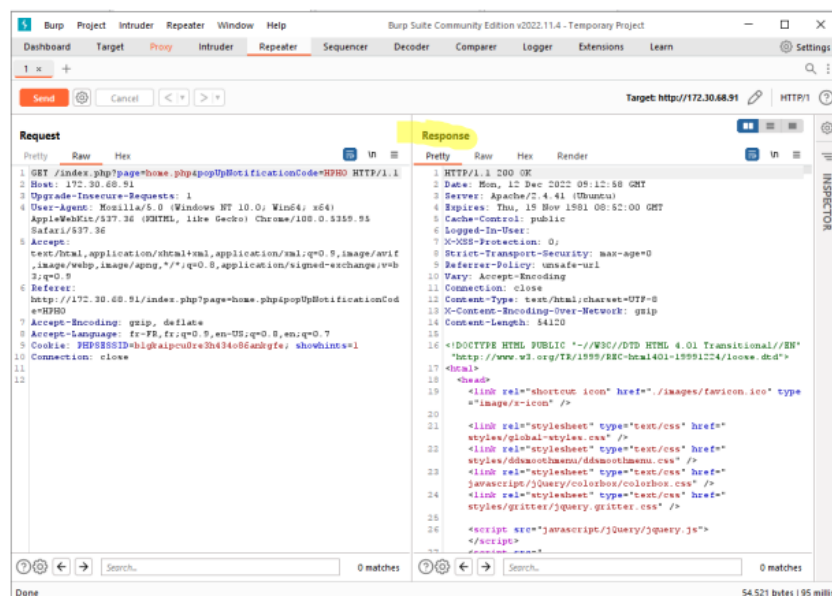 Burp Project Intruder Repeater Window Help Burp Suite Community Edition v2022.11.4 - Temporary Project
Dashboard Target Proxy Intruder Repeater Sequencer Decoder Comparer Logger Extensions Learn Settings
1 × +
Send Cancel < > Target: http://172.30.68.91 HTTP/1 ?
Request
Pretty Raw Hex \n
1 GET /index.php?page=home.php&popUpNotificationCode=HPH0 HTTP/1.1
2 Host: 172.30.68.91
3 Upgrade-Insecure-Requests: 1
4 User-Agent: Mozilla/5.0 (Windows NT 10.0; Win64; x64)
AppleWebKit/537.36 (KHTML, like Gecko) Chrome/108.0.5359.95
Safari/537.36
5 Accept:
text/html,application/xhtml+xml,application/xml;q=0.9,image/avif
,image/webp,image/apng,*/*;q=0.8,application/signed-exchange;v=b
3;q=0.9
6 Referer:
http://172.30.68.91/index.php?page=home.php&popUpNotificationCod
e=HPH0
7 Accept-Encoding: gzip, deflate
8 Accept-Language: fr-FR,fr;q=0.9,en-US;q=0.8,en;q=0.7
9 Cookie: showhints=1
10 Connection: close
11
12
Response
Pretty Raw Hex Render \n
1 HTTP/1.1 200 OK
2 Date: Mon, 12 Dec 2022 09:12:58 GMT
3 Server: Apache/2.4.41 (Ubuntu)
4 Expires: Thu, 19 Nov 1981 08:52:00 GMT
5 Cache-Control: public
6 Logged-In-User:
7 X-XSS-Protection: 0;
8 Strict-Transport-Security: max-age=0
9 Referrer-Policy: unsafe-url
10 Vary: Accept-Encoding
11 Connection: close
12 Content-Type: text/html;charset=UTF-8
13 X-Content-Encoding-Over-Network: gzip
14 Content-Length: 54120
15
16 <!DOCTYPE HTML PUBLIC "-//W3C//DTD HTML 4.01 Transitional//EN"
"http://www.w3.org/TR/1999/REC-html401-19991224/loose.dtd">
17 <html>
18 <head>
19 <link rel="shortcut icon" href="./images/favicon.ico" type
="image/x-icon" />
20
21 <link rel="stylesheet" type="text/css" href="
styles/global-styles.css" />
22 <link rel="stylesheet" type="text/css" href="
styles/ddsmoothmenu/ddsmoothmenu.css" />
23 <link rel="stylesheet" type="text/css" href="
javascript/jQuery/colorbox/colorbox.css" />
24 <link rel="stylesheet" type="text/css" href="
styles/gritter/jquery.gritter.css" />
25
26 <script src="javascript/jQuery/jquery.js">
</script>
INSPECTOR
Search... 0 matches
Search... 0 matches
Done 54,521 bytes | 95 milli